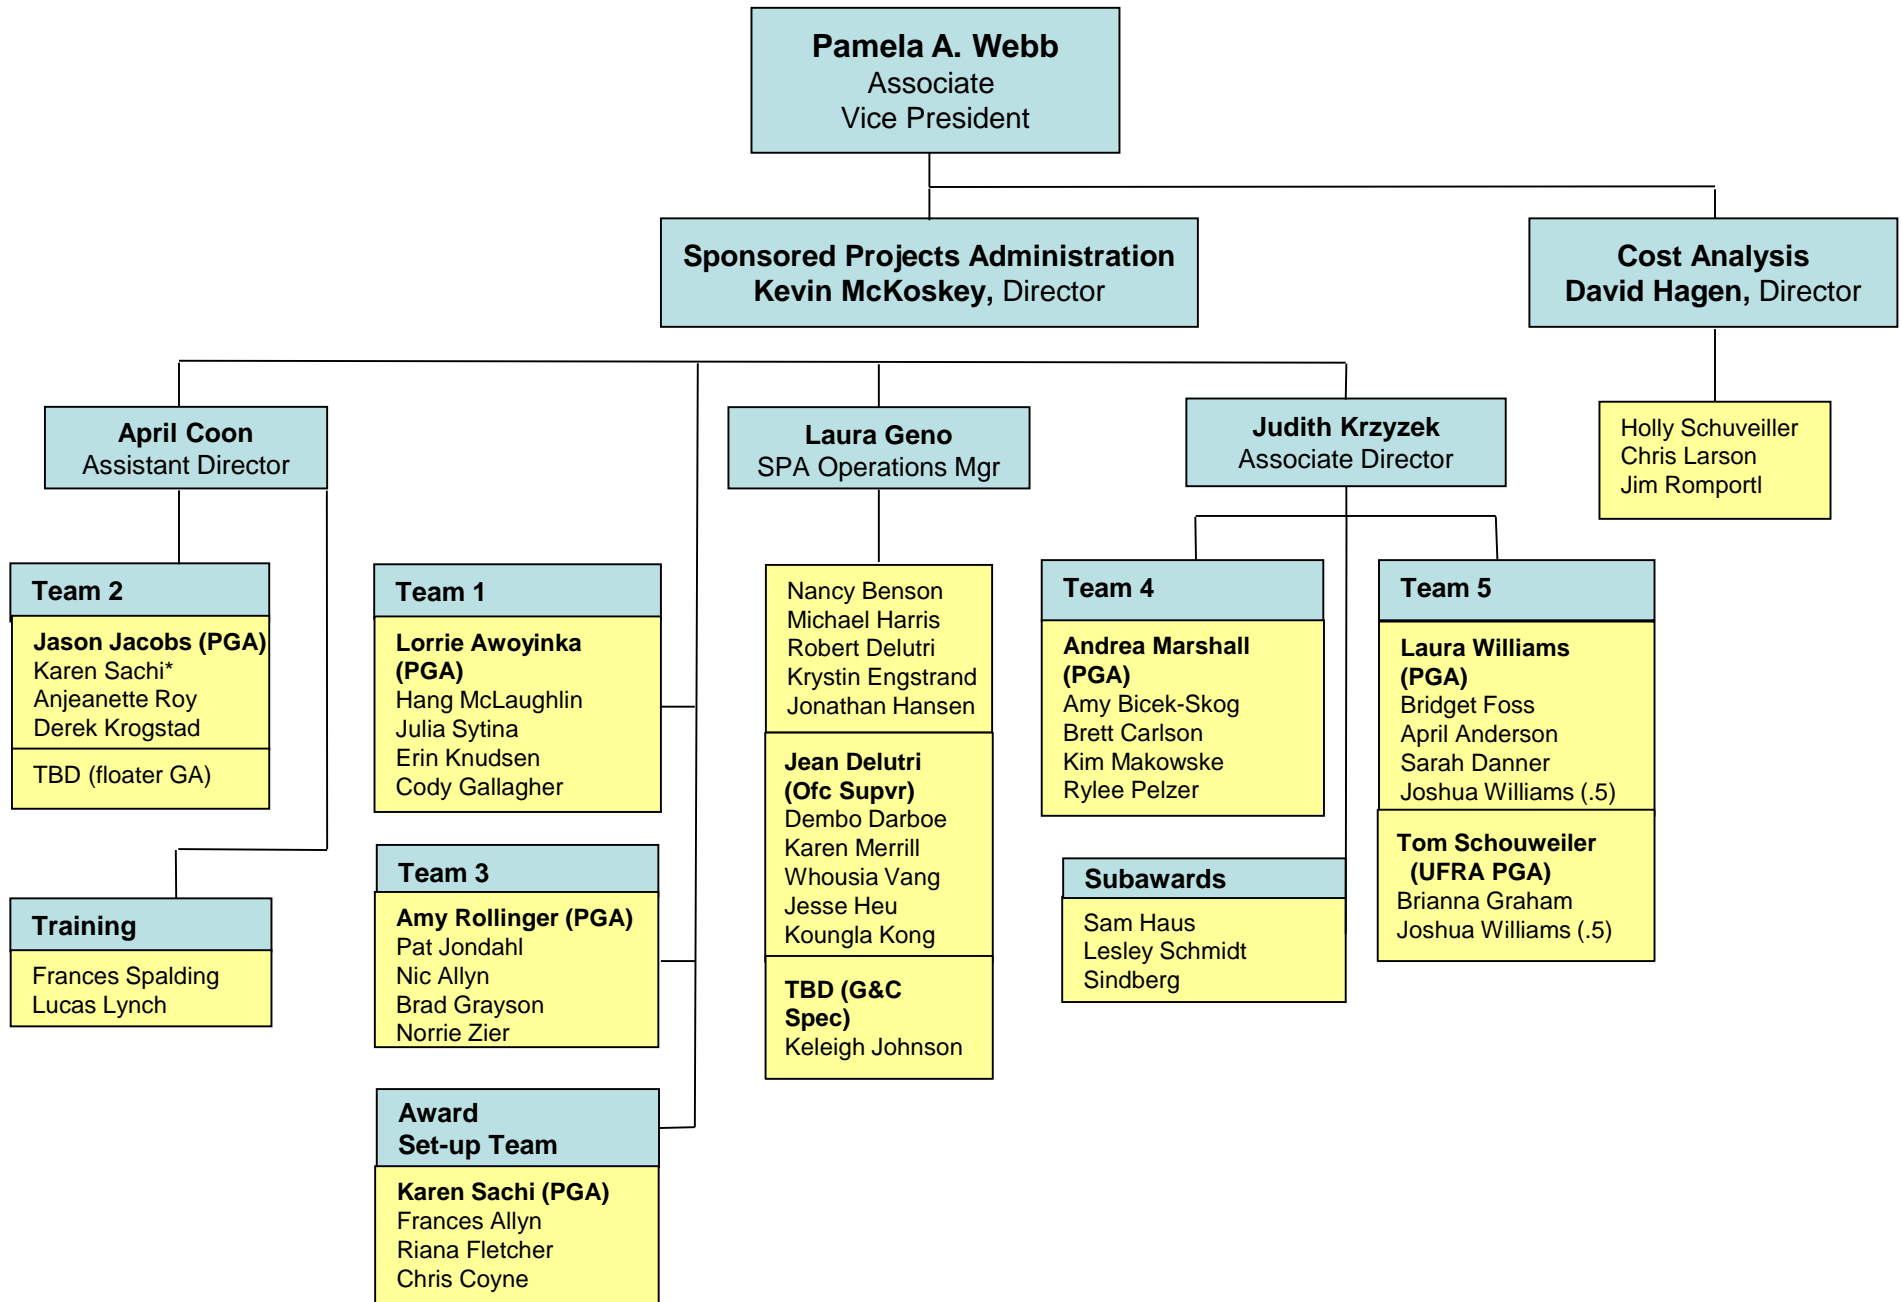 Pamela A. Webb
Associate
Vice President
Sponsored Projects Administration
Kevin McKoskey, Director
Cost Analysis
David Hagen, Director
April Coon
Assistant Director
Laura Geno
SPA Operations Mgr
Judith Krzyzek
Associate Director
Holly Schuveiller
Chris Larson
Jim Romportl
Team 2
Jason Jacobs (PGA)
Karen Sachi*
Anjeanette Roy
Derek Krogstad
TBD (floater GA)
Training
Frances Spalding
Lucas Lynch
Team 1
Lorrie Awoyinka
(PGA)
Hang McLaughlin
Julia Sytina
Erin Knudsen
Cody Gallagher
Team 3
Amy Rollinger (PGA)
Pat Jondahl
Nic Allyn
Brad Grayson
Norrie Zier
Award
Set-up Team
Karen Sachi (PGA)
Frances Allyn
Riana Fletcher
Chris Coyne
Nancy Benson
Michael Harris
Robert Delutri
Krystin Engstrand
Jonathan Hansen
Jean Delutri
(Ofc Supvr)
Dembo Darboe
Karen Merrill
Whousia Vang
Jesse Heu
Koungla Kong
TBD (G&C
Spec)
Keleigh Johnson
Team 4
Andrea Marshall
(PGA)
Amy Bicek-Skog
Brett Carlson
Kim Makowske
Rylee Pelzer
Subawards
Sam Haus
Lesley Schmidt
Sindberg
Team 5
Laura Williams
(PGA)
Bridget Foss
April Anderson
Sarah Danner
Joshua Williams (.5)
Tom Schouweiler
(UFRA PGA)
Brianna Graham
Joshua Williams (.5)